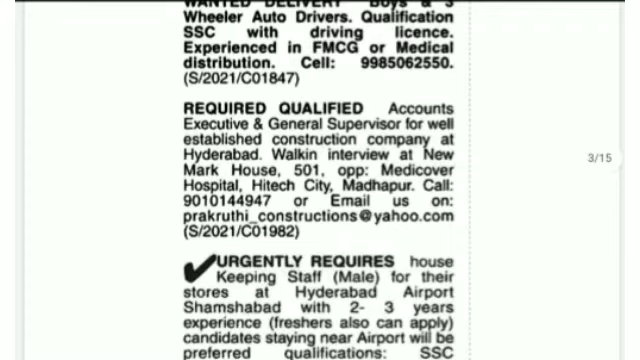 WANTED DELIVERY Boys & 3
Wheeler Auto Drivers. Qualification
SSC with driving licence.
Experienced in FMCG or Medical
distribution. Cell: 9985062550.
(S/2021/C01847)
REQUIRED QUALIFIED Accounts
Executive & General Supervisor for well
established construction company at
Hyderabad. Walkin interview at New
Mark House, 501, opp: Medicover
Hospital, Hitech City, Madhapur. Call:
9010144947 or Email us on:
prakruthi_constructions@yahoo.com
(S/2021/C01982)
✔URGENTLY REQUIRES house
Keeping Staff (Male) for their
stores at Hyderabad Airport
Shamshabad with 2- 3 years
experience (freshers also can apply)
candidates staying near Airport will be
preferred qualifications: SSC
3/15